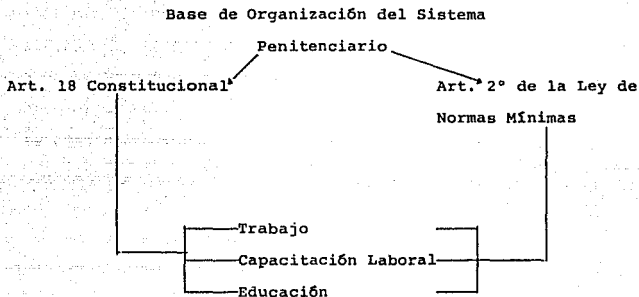 Base de Organización del Sistema
Penitenciario
Art. 18 Constitucional
Art. 2° de la Ley de
Normas Mínimas
Trabajo
Capacitación Laboral
Educación